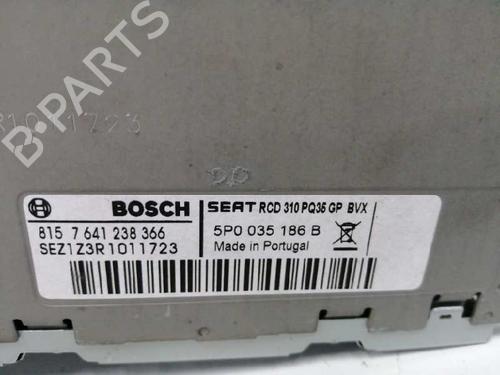 BOSCH
815 7 641 238 366
SEZ1Z3R1011723
SEAT RCD 310 PQ35 GP BVX
5P0 035 186 B
Made in Portugal